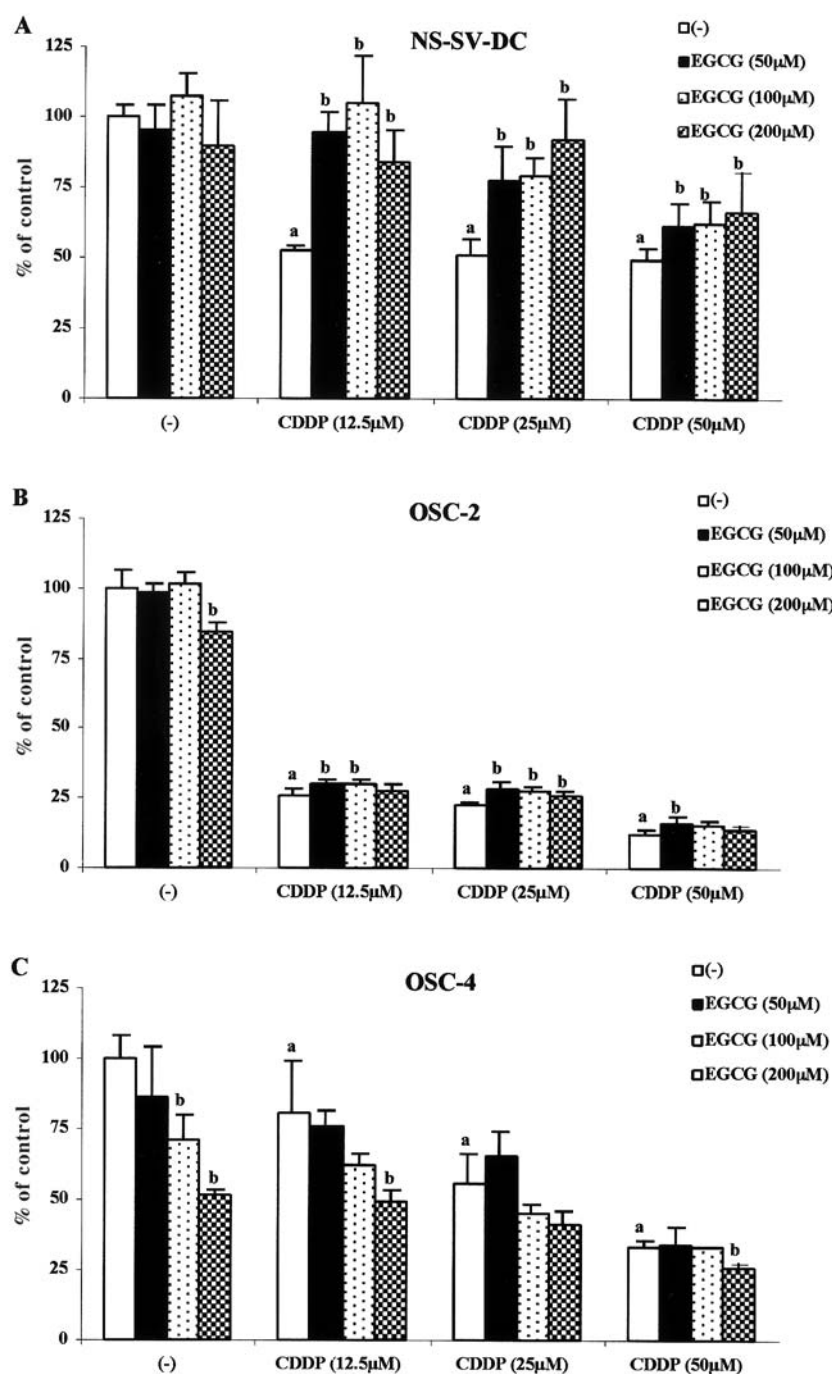 A
NS-SV-DC
(-)
EGCG (50μM)
EGCG (100μM)
EGCG (200μM)
% of control
125
100
75
50
25
0
a
b
b
b
a
b
b
b
a
b
b
b
(-)
CDDP (12.5μM)
CDDP (25μM)
CDDP (50μM)
B
OSC-2
(-)
EGCG (50μM)
EGCG (100μM)
EGCG (200μM)
% of control
125
100
75
50
25
0
b
a
b
b
a
b
b
b
a
b
(-)
CDDP (12.5μM)
CDDP (25μM)
CDDP (50μM)
C
OSC-4
(-)
EGCG (50μM)
EGCG (100μM)
EGCG (200μM)
% of control
125
100
75
50
25
0
b
b
a
b
a
a
b
(-)
CDDP (12.5μM)
CDDP (25μM)
CDDP (50μM)